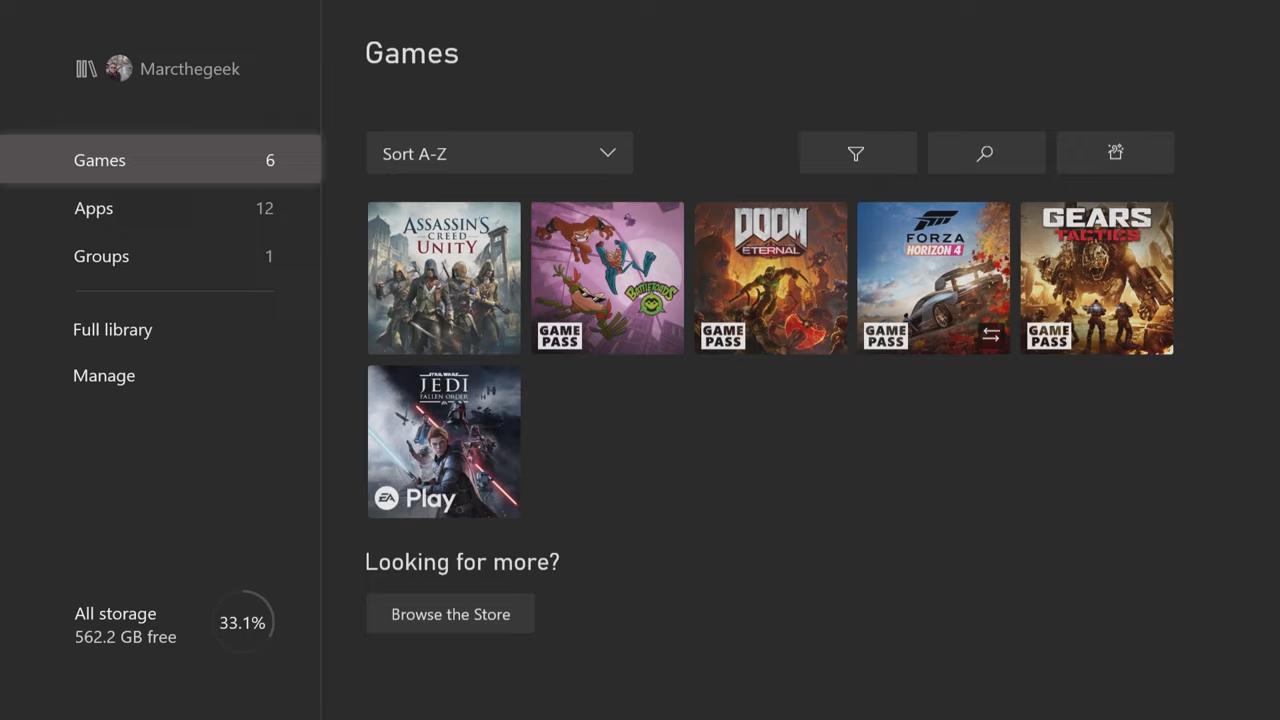 Marcthegeek
Games 6
Apps 12
Groups 1
Full library
Manage
All storage
562.2 GB free
33.1%
Games
Sort A-Z
ASSASSIN'S
CREED
UNITY
BATTLETOADS
GAME
PASS
DOOM
ETERNAL
GAME
PASS
FORZA
HORIZON 4
GAME
PASS
GEARS
TACTICS
GAME
PASS
STAR WARS
JEDI
FALLEN ORDER
EA Play
Looking for more?
Browse the Store